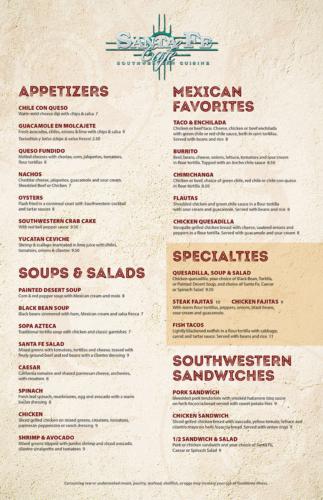 SANTA FE
Café
SOUTHWESTERN CUISINE
APPETIZERS
CHILE CON QUESO
Warm mild cheese dip with chips & salsa 7
GUACAMOLE EN MOLCAJETE
Fresh avocados, chiles, onions & lime with chips & salsa 9
Tostaditas y Salsa (chips & salsa fresca) 2.50
QUESO FUNDIDO
Melted cheeses with chorizo, corn, jalapeños, tomatoes,
flour tortillas 8
NACHOS
Cheddar cheese, jalapeños, guacamole and sour cream.
Shredded Beef or Chicken 7
OYSTERS
Flash fried in a cornmeal crust with Southwestern cocktail
and tartar sauces 8
SOUTHWESTERN CRAB CAKE
With red bell pepper sauce 9.50
YUCATAN CEVICHE
Shrimp & scallops marinated in lime juice with chiles,
tomatoes, onions & cilantro 9.50
SOUPS & SALADS
PAINTED DESERT SOUP
Corn & red pepper soup with Mexican cream and mole 8
BLACK BEAN SOUP
Black beans simmered with ham, Mexican cream and salsa fresca 7
SOPA AZTECA
Traditional tortilla soup with chicken and classic garnishes 7
SANTA FE SALAD
Mixed greens with tomatoes, tortillas and cheese, tossed with
freshly ground beef and red beans with a cilantro dressing 9
CAESAR
California romaine and shaved parmesan cheese, anchovies,
with croutons 8
SPINACH
Fresh leaf spinach, mushrooms, egg and avocado with a warm
bacon dressing 8
CHICKEN
Sliced grilled chicken on mixed greens, croutons, tomatoes,
parmesan peppercorn or vinaigrette 9
SHRIMP & AVOCADO
Mixed greens topped with jumbo shrimp and sliced avocado,
cilantro vinaigrette and tomatoes 9
MEXICAN
FAVORITES
TACO & ENCHILADA
Chicken or beef taco. Cheese, chicken or beef enchilada
with green chile or red chile sauce, both in corn tortillas.
Served with beans and rice 8
BURRITO
Beef, beans, cheese, onions, lettuce, tomatoes and sour cream
in flour tortilla. Topped with an Ancho chile sauce 8.50
CHIMICHANGA
Chicken or beef, choice of green chile, red chile or chile con queso
in flour tortilla 8.50
FLAUTAS
Shredded chicken and green chile sauce in a flour tortilla
with sour cream and guacamole. Served with beans and rice 8
CHICKEN QUESADILLA
Mesquite grilled chicken breast with cheese, sautéed onions and
peppers in a flour tortilla. Served with guacamole and sour cream 8
SPECIALTIES
QUESADILLA, SOUP & SALAD
Chicken quesadilla, your choice of Black Bean, Tortilla,
or Painted Desert Soup, and choice of Santa Fe, Caesar
or Spinach Salad 9.50
STEAK FAJITAS 10 CHICKEN FAJITAS 9
With warm flour tortillas, peppers, onions, black beans,
sour cream and guacamole.
FISH TACOS
Lightly blackened redfish in a flour tortilla with cabbage,
carrot and tartar sauce. Served with beans and rice 11
SOUTHWESTERN
SANDWICHES
PORK SANDWICH
Shredded pork tenderloin with smoked habanero bbq sauce
on herb focaccia bread served with sweet potato fries 9
CHICKEN SANDWICH
Sliced grilled chicken breast with avocado, yellow tomato, lettuce and
cilantro mayonnaise on herb focaccia bread. Served with onion rings 9
1/2 SANDWICH & SALAD
Pork or Chicken sandwich and your choice of Santa Fe,
Caesar or Spinach Salad 9
Consuming raw or undercooked meats, poultry, seafood, shellfish, or eggs may increase your risk of foodborne illness.